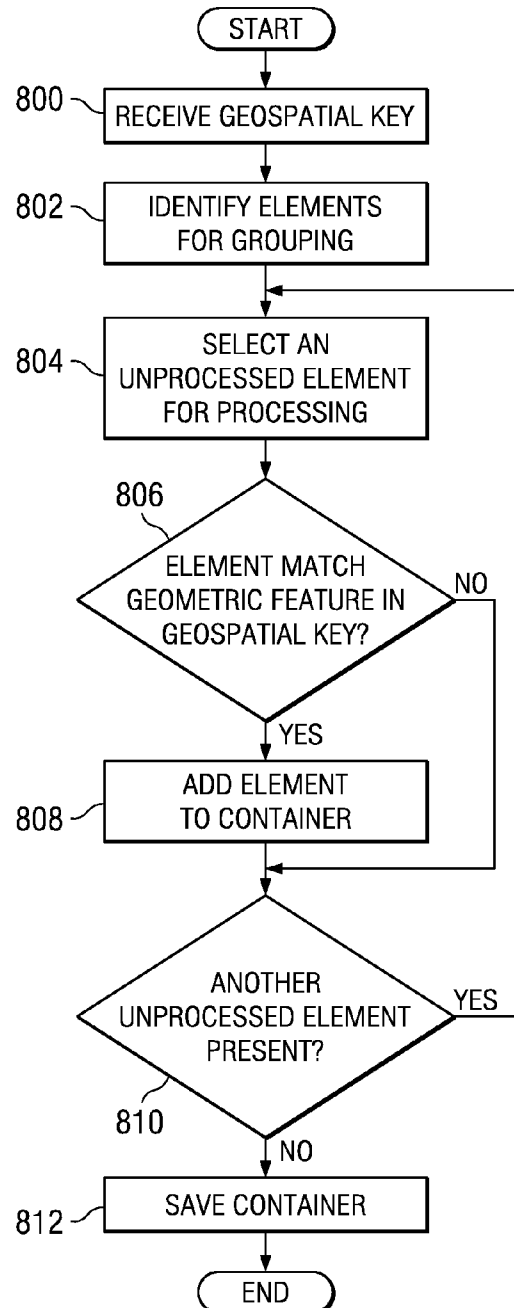 START
800
RECEIVE GEOSPATIAL KEY
802
IDENTIFY ELEMENTS
FOR GROUPING
804
SELECT AN
UNPROCESSED ELEMENT
FOR PROCESSING
806
ELEMENT MATCH
GEOMETRIC FEATURE IN
GEOSPATIAL KEY?
NO
YES
808
ADD ELEMENT
TO CONTAINER
ANOTHER
UNPROCESSED ELEMENT
PRESENT?
YES
810
NO
812
SAVE CONTAINER
END